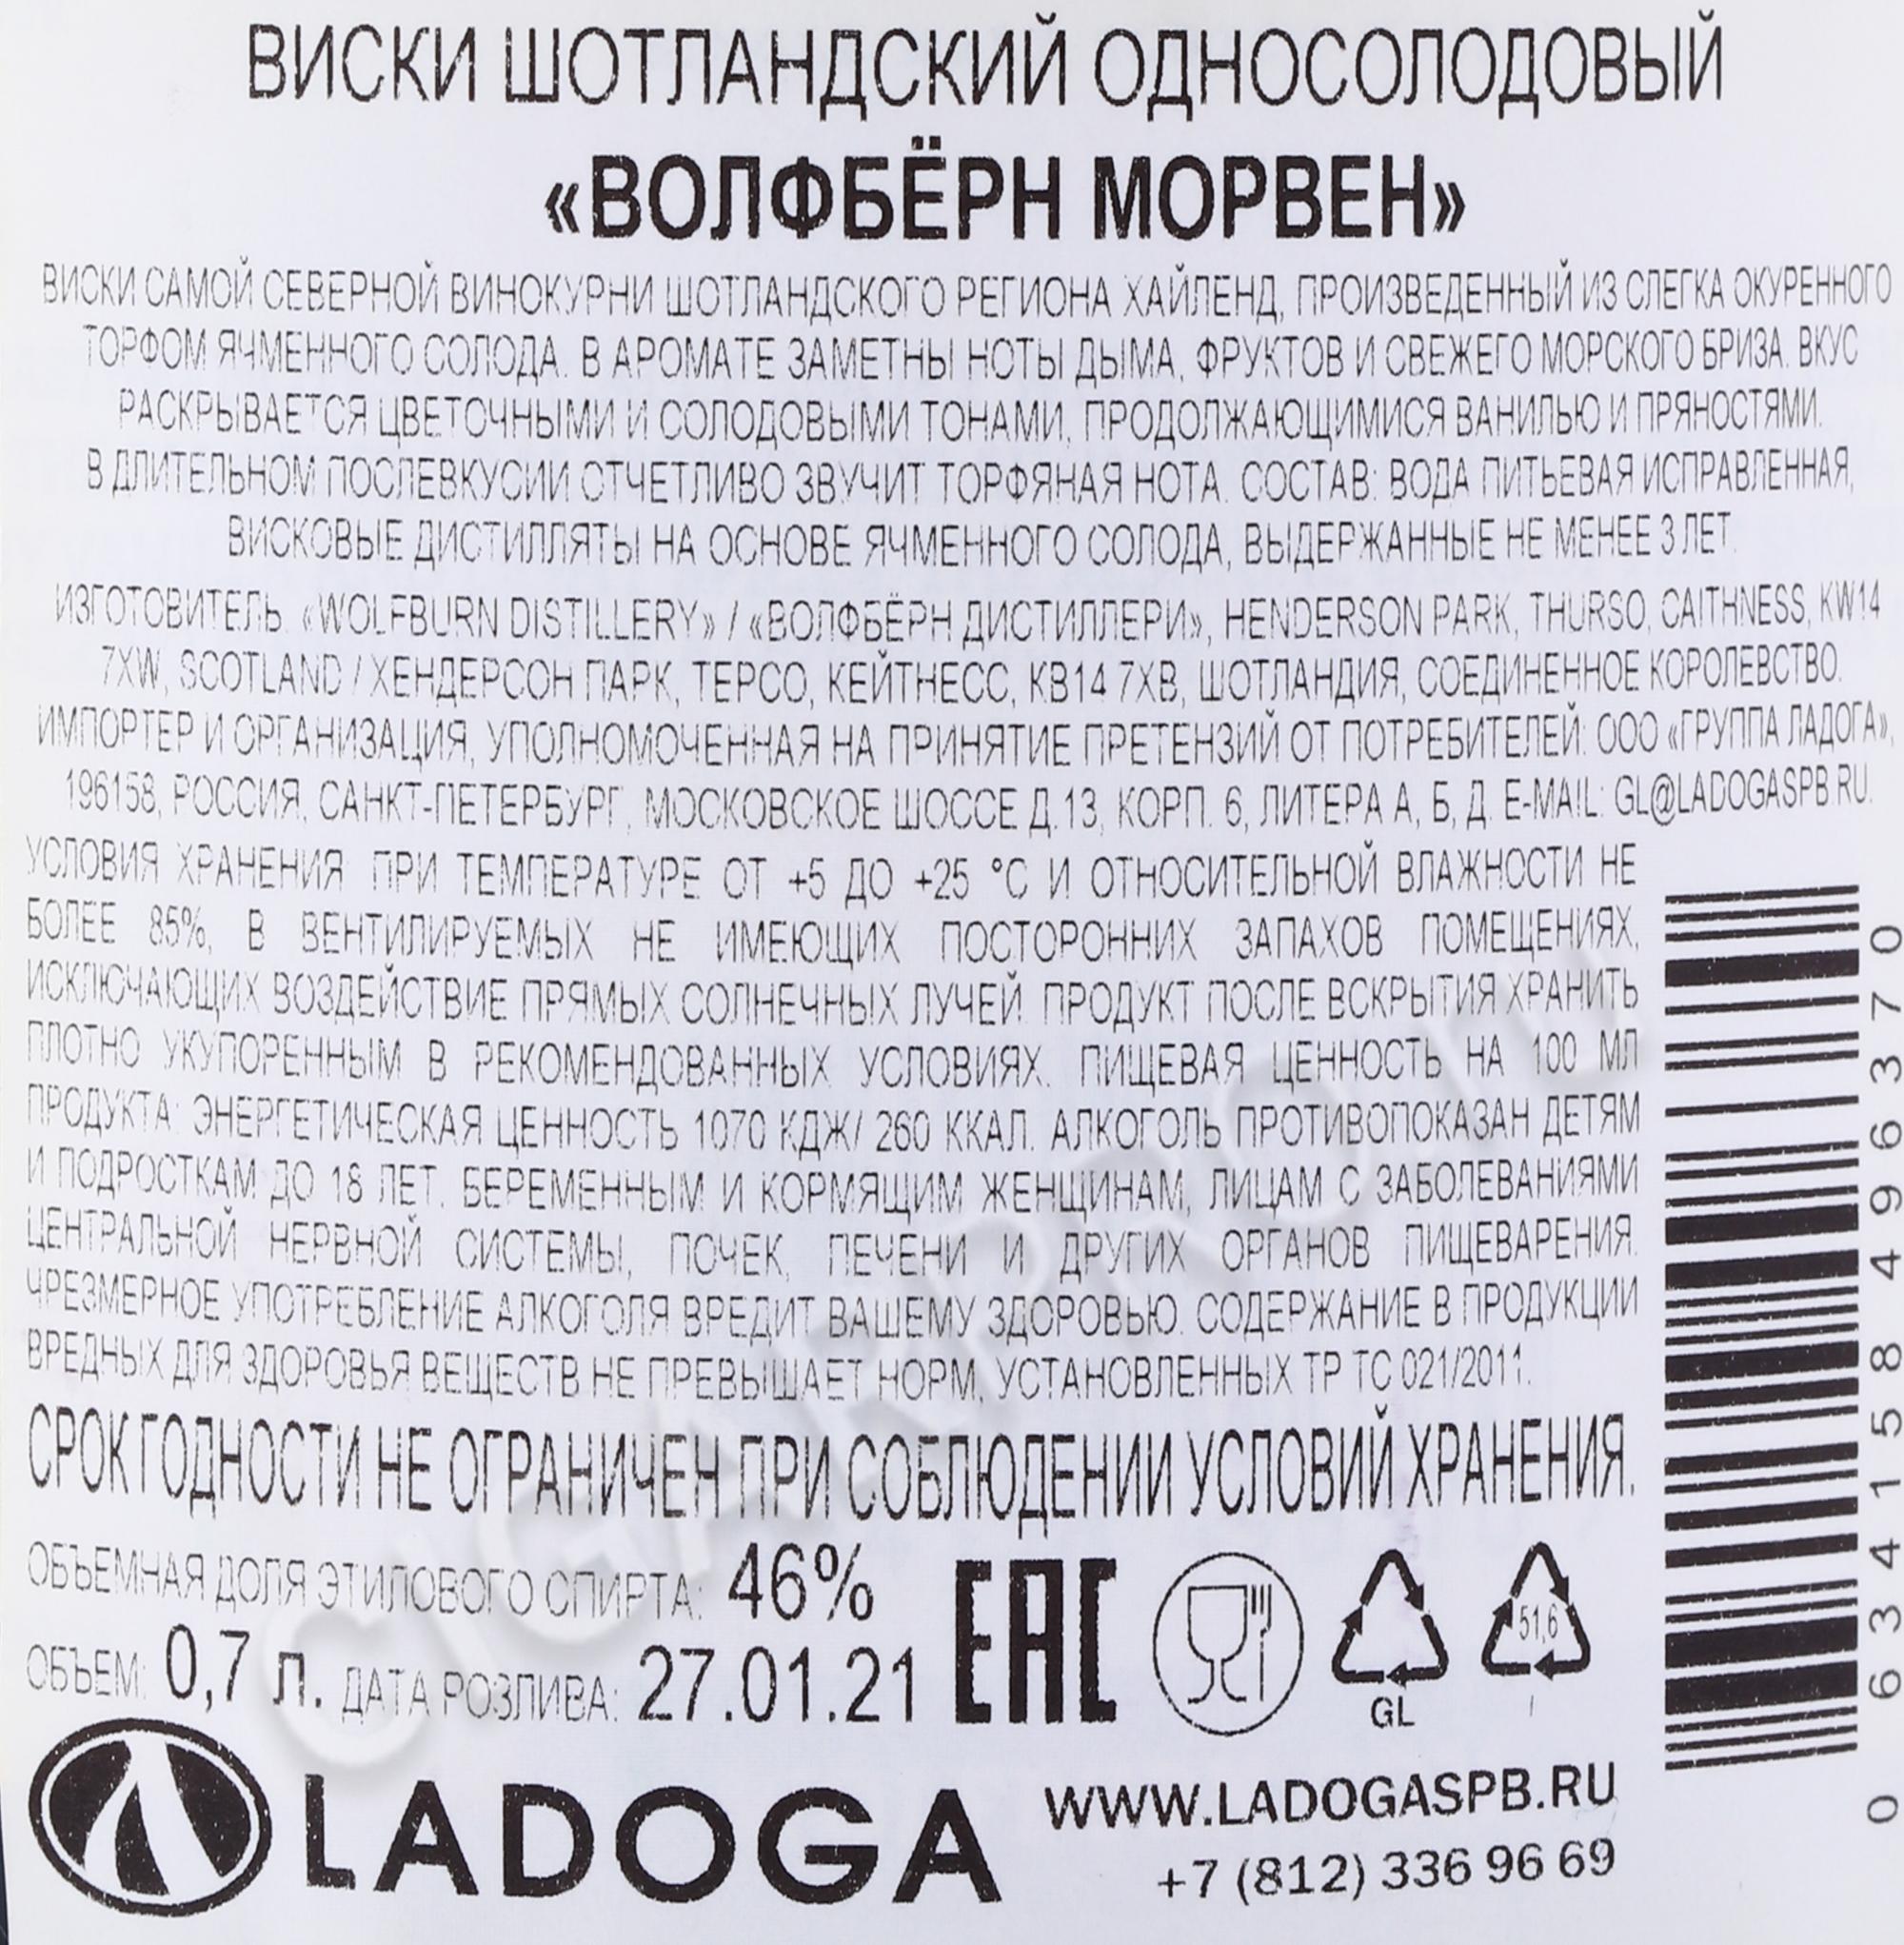 ВИСКИ ШОТЛАНДСКИЙ ОДНОСОЛОДОВЫЙ
«ВОЛФБЁРН МОРВЕН»
ВИСКИ САМОЙ СЕВЕРНОЙ ВИНОКУРНИ ШОТЛАНДСКОГО РЕГИОНА ХАЙЛЕНД, ПРОИЗВЕДЕННЫЙ ИЗ СЛЕГКА ОКУРЕННОГО
ТОРФОМ ЯЧМЕННОГО СОЛОДА. В АРОМАТЕ ЗАМЕТНЫ НОТЫ ДЫМА, ФРУКТОВ И СВЕЖЕГО МОРСКОГО БРИЗА. ВКУС
РАСКРЫВАЕТСЯ ЦВЕТОЧНЫМИ И СОЛОДОВЫМИ ТОНАМИ, ПРОДОЛЖАЮЩИМИСЯ ВАНИЛЬЮ И ПРЯНОСТЯМИ.
В ДЛИТЕЛЬНОМ ПОСЛЕВКУСИИ ОТЧЕТЛИВО ЗВУЧИТ ТОРФЯНАЯ НОТА. СОСТАВ: ВОДА ПИТЬЕВАЯ ИСПРАВЛЕННАЯ,
ВИСКОВЫЕ ДИСТИЛЛЯТЫ НА ОСНОВЕ ЯЧМЕННОГО СОЛОДА, ВЫДЕРЖАННЫЕ НЕ МЕНЕЕ 3 ЛЕТ.
ИЗГОТОВИТЕЛЬ: «WOLFBURN DISTILLERY» / «ВОЛФБЁРН ДИСТИЛЛЕРИ», HENDERSON PARK, THURSO, CAITHNESS, KW14
7XW, SCOTLAND / ХЕНДЕРСОН ПАРК, ТЕРСО, КЕЙТНЕСС, КВ14 7ХВ, ШОТЛАНДИЯ, СОЕДИНЕННОЕ КОРОЛЕВСТВО.
ИМПОРТЕР И ОРГАНИЗАЦИЯ, УПОЛНОМОЧЕННАЯ НА ПРИНЯТИЕ ПРЕТЕНЗИЙ ОТ ПОТРЕБИТЕЛЕЙ: ООО «ГРУППА ЛАДОГА»,
196158, РОССИЯ, САНКТ-ПЕТЕРБУРГ, МОСКОВСКОЕ ШОССЕ Д.13, КОРП. 6, ЛИТЕРА А, Б, Д. E-MAIL: GL@LADOGASPB.RU.
УСЛОВИЯ ХРАНЕНИЯ: ПРИ ТЕМПЕРАТУРЕ ОТ +5 ДО +25 °С И ОТНОСИТЕЛЬНОЙ ВЛАЖНОСТИ НЕ
БОЛЕЕ 85%, В ВЕНТИЛИРУЕМЫХ НЕ ИМЕЮЩИХ ПОСТОРОННИХ ЗАПАХОВ ПОМЕЩЕНИЯХ,
ИСКЛЮЧАЮЩИХ ВОЗДЕЙСТВИЕ ПРЯМЫХ СОЛНЕЧНЫХ ЛУЧЕЙ. ПРОДУКТ ПОСЛЕ ВСКРЫТИЯ ХРАНИТЬ
ПЛОТНО УКУПОРЕННЫМ В РЕКОМЕНДОВАННЫХ УСЛОВИЯХ. ПИЩЕВАЯ ЦЕННОСТЬ НА 100 МЛ
ПРОДУКТА: ЭНЕРГЕТИЧЕСКАЯ ЦЕННОСТЬ 1070 КДЖ/ 260 ККАЛ. АЛКОГОЛЬ ПРОТИВОПОКАЗАН ДЕТЯМ
И ПОДРОСТКАМ ДО 18 ЛЕТ, БЕРЕМЕННЫМ И КОРМЯЩИМ ЖЕНЩИНАМ, ЛИЦАМ С ЗАБОЛЕВАНИЯМИ
ЦЕНТРАЛЬНОЙ НЕРВНОЙ СИСТЕМЫ, ПОЧЕК, ПЕЧЕНИ И ДРУГИХ ОРГАНОВ ПИЩЕВАРЕНИЯ.
ЧРЕЗМЕРНОЕ УПОТРЕБЛЕНИЕ АЛКОГОЛЯ ВРЕДИТ ВАШЕМУ ЗДОРОВЬЮ. СОДЕРЖАНИЕ В ПРОДУКЦИИ
ВРЕДНЫХ ДЛЯ ЗДОРОВЬЯ ВЕЩЕСТВ НЕ ПРЕВЫШАЕТ НОРМ, УСТАНОВЛЕННЫХ ТР ТС 021/2011.
СРОК ГОДНОСТИ НЕ ОГРАНИЧЕН ПРИ СОБЛЮДЕНИИ УСЛОВИЙ ХРАНЕНИЯ.
ОБЪЕМНАЯ ДОЛЯ ЭТИЛОВОГО СПИРТА: 46%
ОБЪЕМ: 0,7 л. ДАТА РОЗЛИВА: 27.01.21
EAC
GL
51,6
LADOGA
WWW.LADOGASPB.RU
+7 (812) 336 96 69
0 634158 496370
CIGARPRO.RU